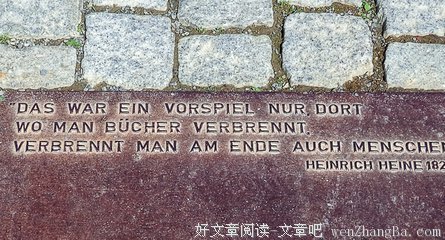 "DAS WAR EIN VORSPIEL NUR, DORT
WO MAN BÜCHER VERBRENNT,
VERBRENNT MAN AM ENDE AUCH MENSCHEN
HEINRICH HEINE 182
好文章阅读-文章吧
wenZhangBa.com